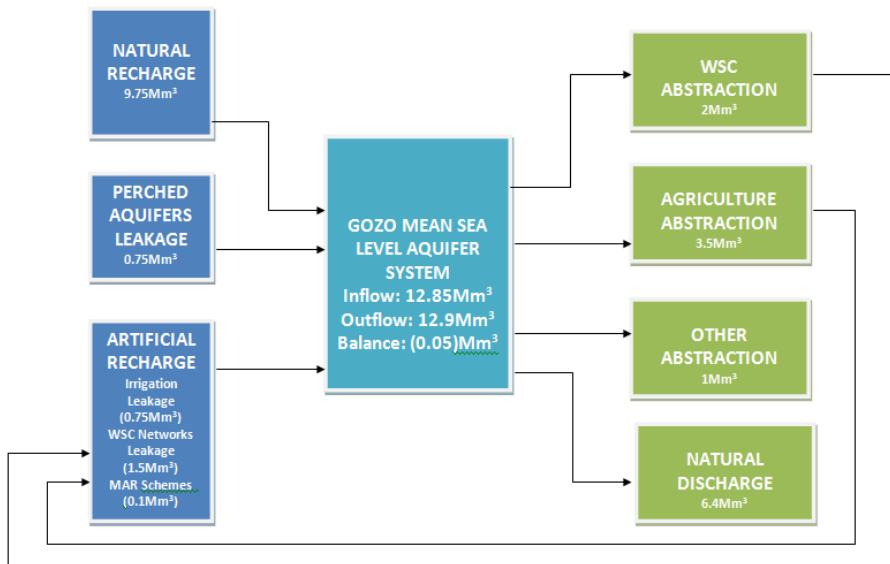 NATURAL
RECHARGE
9.75Mm³
PERCHED
AQUIFERS
LEAKAGE
0.75Mm³
ARTIFICIAL
RECHARGE
Irrigation
Leakage
(0.75Mm³)
WSC Networks
Leakage
(1.5Mm³)
MAR Schemes
(0.1Mm³)
GOZO MEAN SEA
LEVEL AQUIFER
SYSTEM
Inflow: 12.85Mm³
Outflow: 12.9Mm³
Balance: (0.05)Mm³
WSC
ABSTRACTION
2Mm³
AGRICULTURE
ABSTRACTION
3.5Mm³
OTHER
ABSTRACTION
1Mm³
NATURAL
DISCHARGE
6.4Mm³